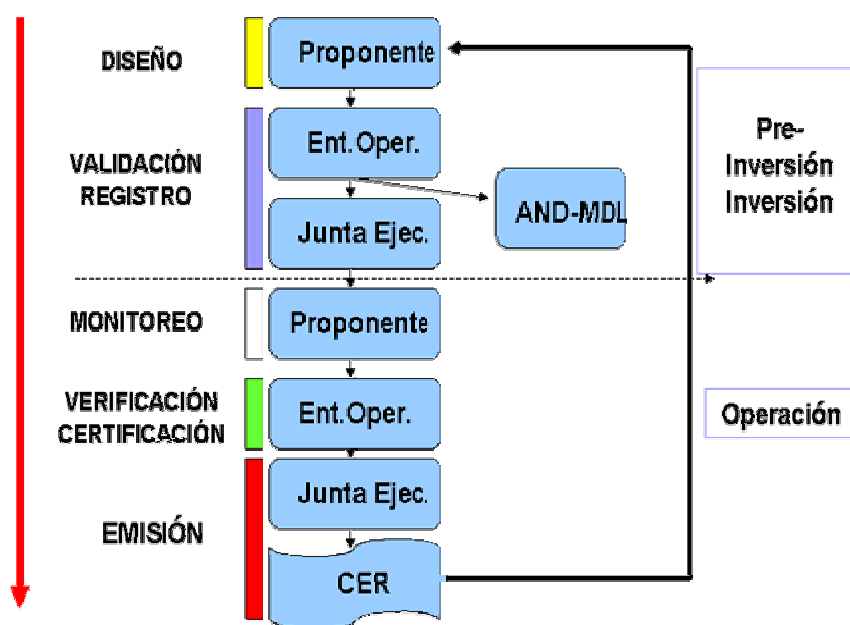 DISEÑO
Proponente
VALIDACIÓN
REGISTRO
Ent.Oper.
AND-MDL
Junta Ejec.
Pre-
Inversión
Inversión
MONITOREO
Proponente
VERIFICACIÓN
CERTIFICACIÓN
Ent.Oper.
Operación
EMISIÓN
Junta Ejec.
CER